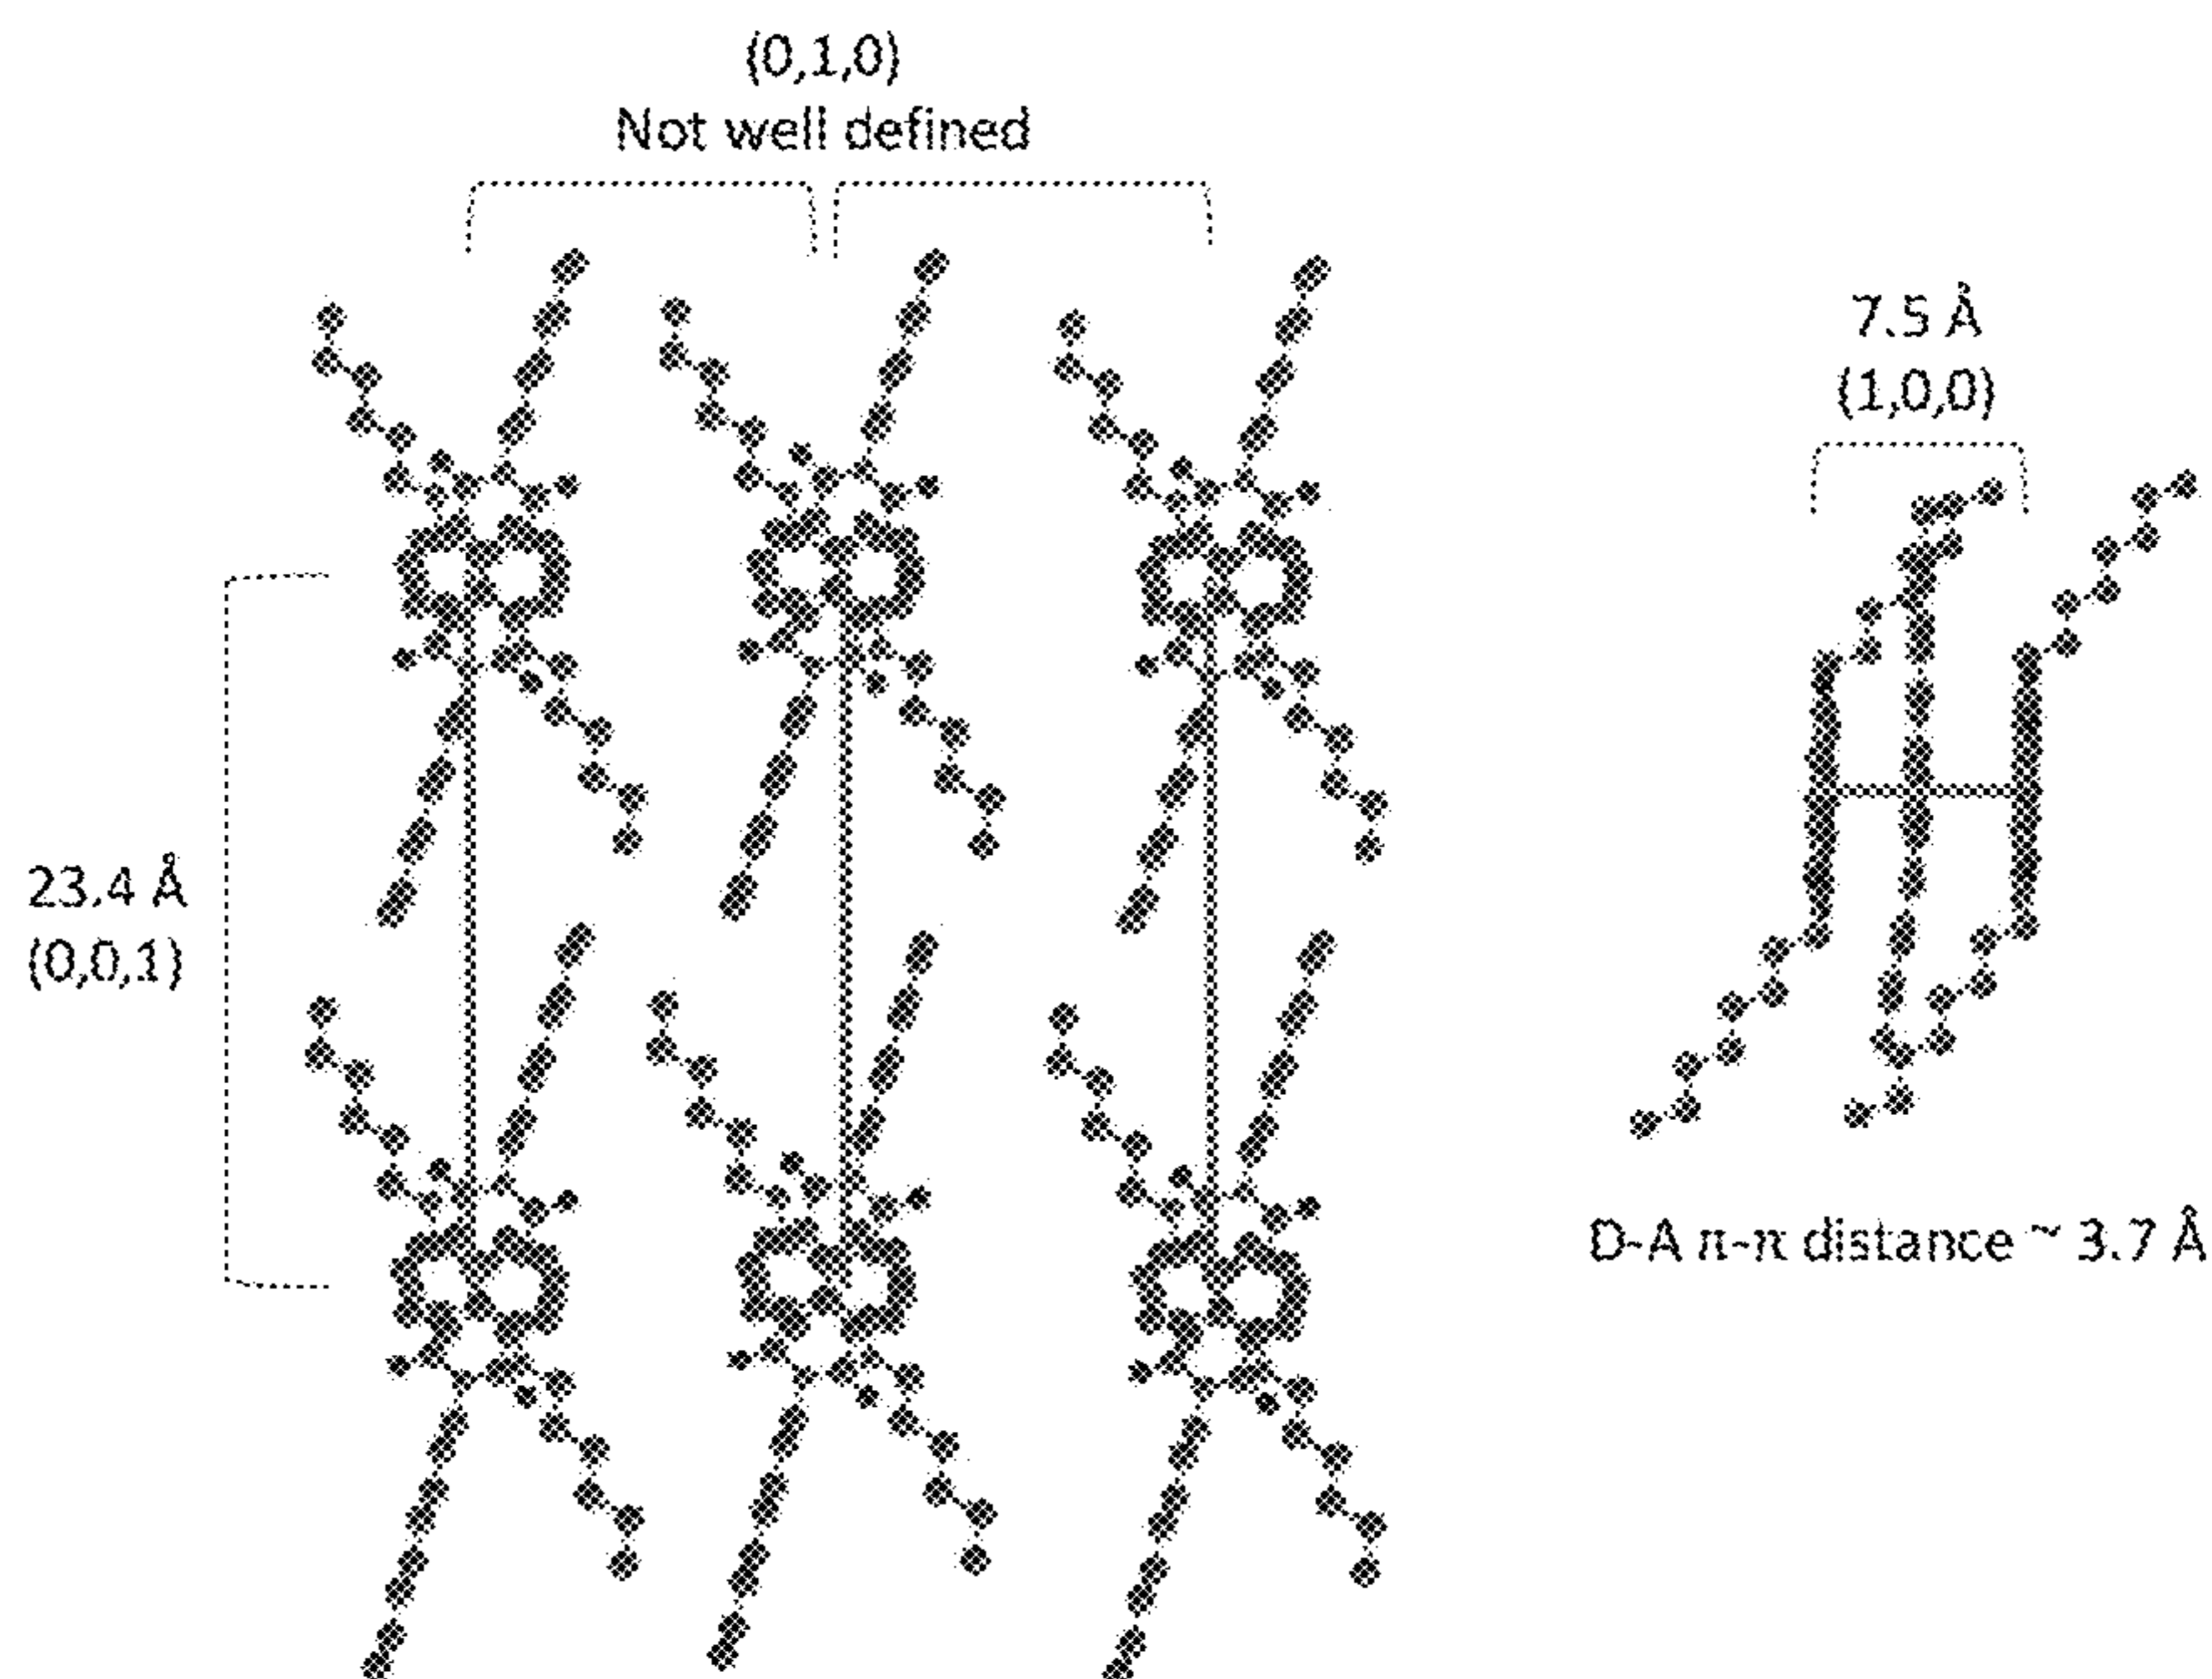 (0,1,0)
Not well defined
7.5 Å
(1,0,0)
23.4 Å
(0,0,1)
D-A π-π distance ~ 3.7 Å